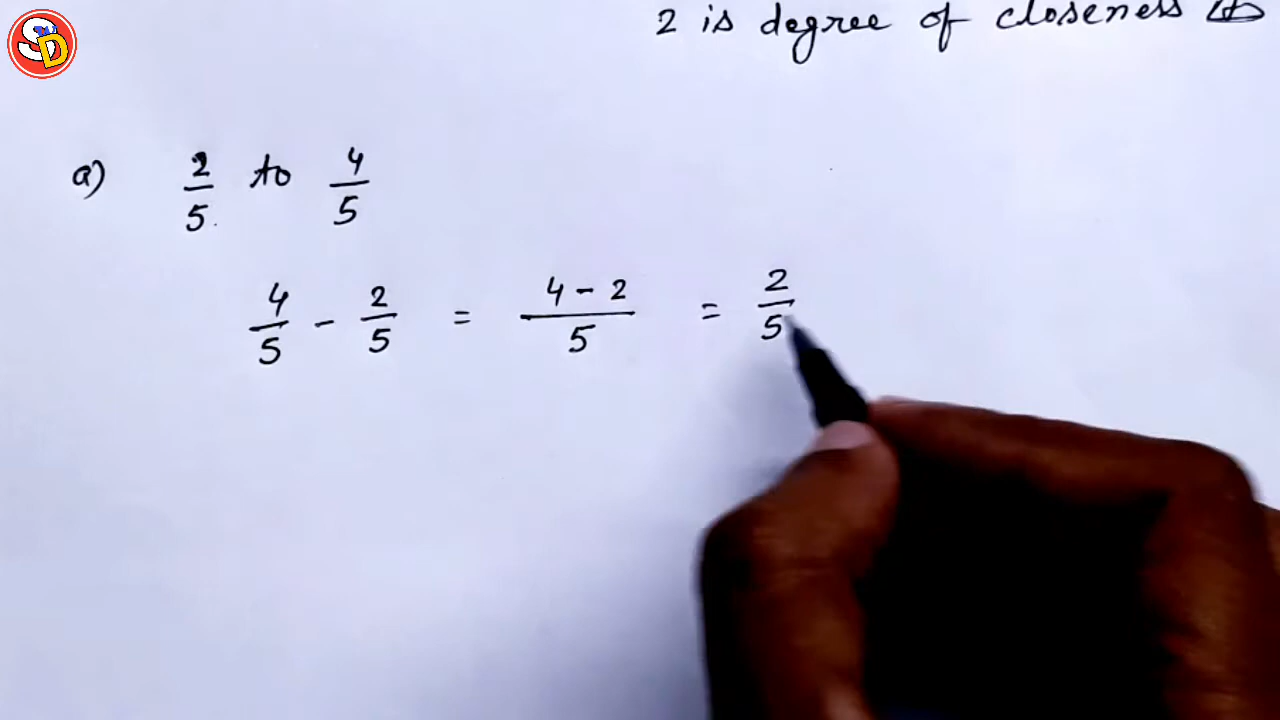 SD
2 is degree of closeness
a) 2/5 to 4/5
4/5 - 2/5 = 4 - 2/5 = 2/5